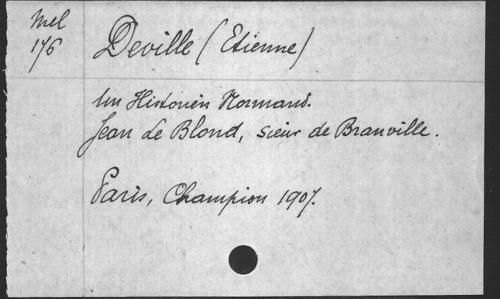 Mel
176
Deville (Etienne)
Un Historien Normand.
Jean Le Blond, sieur de Branville.
Paris, Champion 1907.